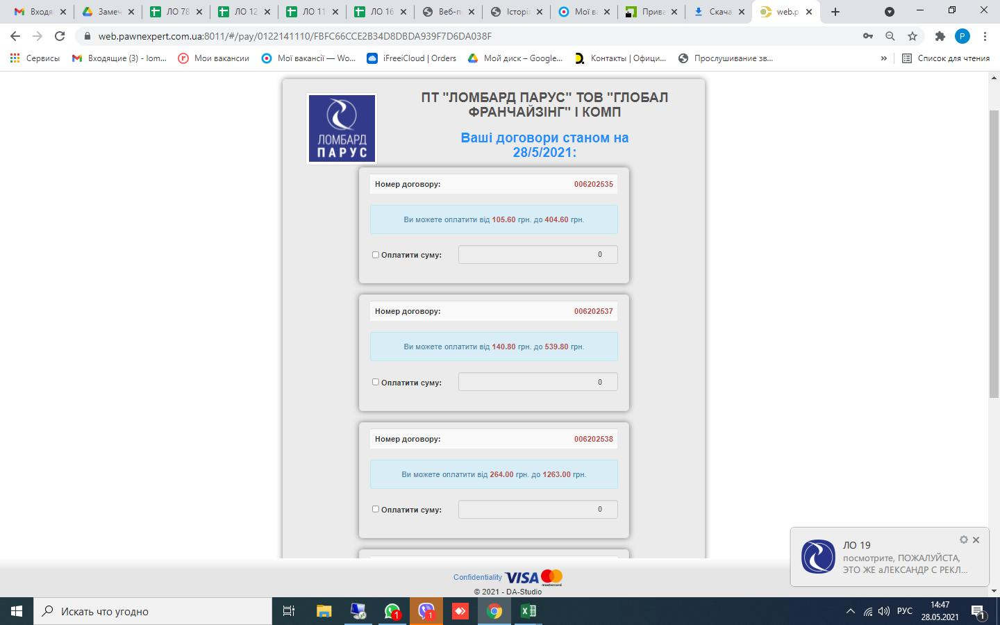 Входя
Замеч
ЛО 78
ЛО 12
ЛО 11
ЛО 16
Веб-п
Історі
Мої ва
Прива
Скача
web.p
web.pawnexpert.com.ua:8011/#/pay/0122141110/FBFC66CCE2B34D8DBDA939F7D6DA038F
P
Сервисы
Входящие (3) - lom...
Мои вакансии
Мої вакансії — Wo...
iFreeiCloud | Orders
Мой диск – Google...
Контакты | Офици...
Прослушивание зв...
»
Список для чтения
ЛОМБАРД
ПАРУС
ПТ "ЛОМБАРД ПАРУС" ТОВ "ГЛОБАЛ
ФРАНЧАЙЗІНГ" І КОМП
Ваші договори станом на
28/5/2021:
Номер договору: 006202535
Ви можете оплатити від 105.60 грн. до 404.60 грн.
Оплатити суму: 0
Номер договору: 006202537
Ви можете оплатити від 140.80 грн. до 539.80 грн.
Оплатити суму: 0
Номер договору: 006202538
Ви можете оплатити від 264.00 грн. до 1263.00 грн.
Оплатити суму: 0
ЛО 19
посмотрите, ПОЖАЛУЙСТА,
ЭТО ЖЕ аЛЕКСАНДР С РЕКЛ...
Confidentiality VISA mastercard
© 2021 - DA-Studio
Искать что угодно
1
1
РУС
14:47
28.05.2021
1